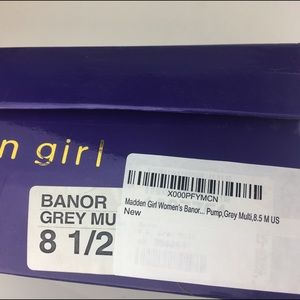 n girl
BANOR
GREY MU
8 1/2
X000PFYMCN
Madden Girl Women's Banor... Pump,Grey Multi,8.5 M US
New